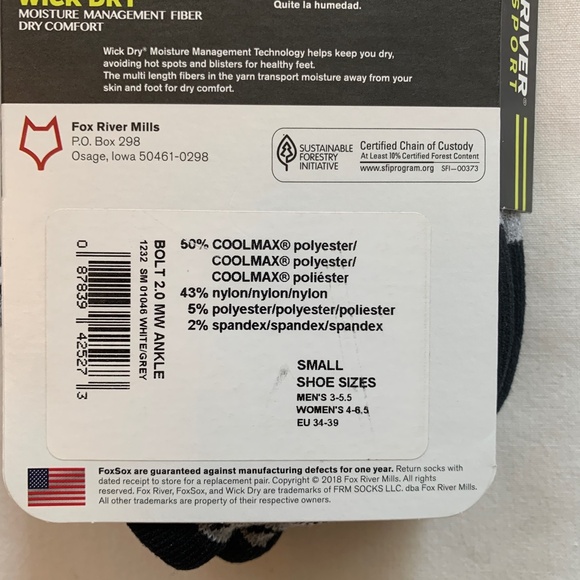 WICK DRY
Quite la humedad.
MOISTURE MANAGEMENT FIBER
DRY COMFORT
Wick Dry® Moisture Management Technology helps keep you dry,
avoiding hot spots and blisters for healthy feet.
The multi length fibers in the yarn transport moisture away from your
skin and foot for dry comfort.
RIVER®
SPORT
Fox River Mills
P.O. Box 298
Osage, Iowa 50461-0298
SUSTAINABLE
FORESTRY
INITIATIVE
Certified Chain of Custody
At Least 10% Certified Forest Content
www.sfiprogram.org SFI-00373
BOLT 2.0 MW ANKLE
1232 SM 01046 WHITE/GREY
0 87839 42527 3
50% COOLMAX® polyester/
COOLMAX® polyester/
COOLMAX® poliéster
43% nylon/nylon/nylon
5% polyester/polyester/poliester
2% spandex/spandex/spandex
SMALL
SHOE SIZES
MEN'S 3-5.5
WOMEN'S 4-6.5
EU 34-39
FoxSox are guaranteed against manufacturing defects for one year. Return socks with
dated receipt to store for a replacement pair. Copyright © 2018 Fox River Mills. All rights
reserved. Fox River, FoxSox, and Wick Dry are trademarks of FRM SOCKS LLC. dba Fox River Mills.
All other trademarks are property of their respective owners.